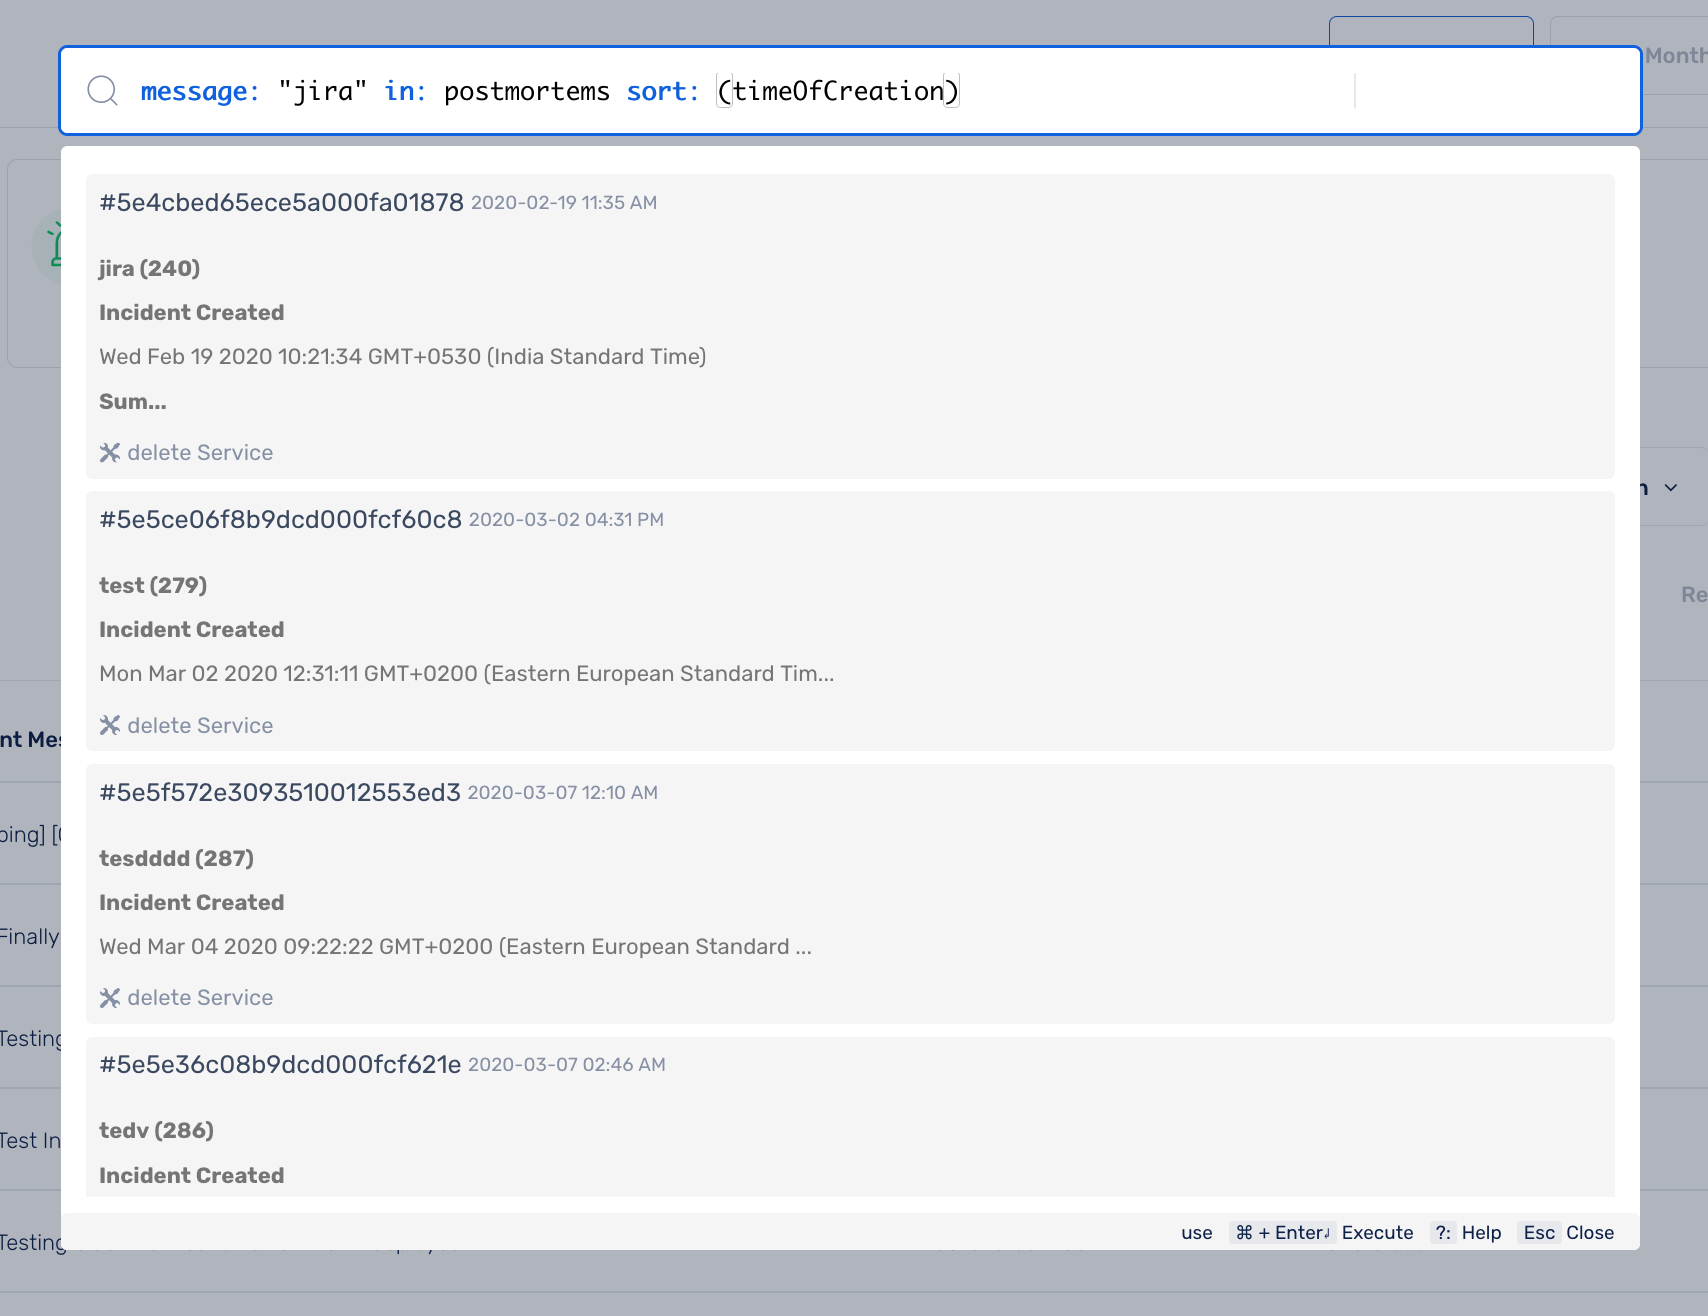 Month
message: "jira" in: postmortems sort: (timeOfCreation)
#5e4cbed65ece5a000fa01878 2020-02-19 11:35 AM
jira (240)
Incident Created
Wed Feb 19 2020 10:21:34 GMT+0530 (India Standard Time)
Sum...
delete Service
#5e5ce06f8b9dcd000fcf60c8 2020-03-02 04:31 PM
test (279)
Incident Created
Mon Mar 02 2020 12:31:11 GMT+0200 (Eastern European Standard Tim...
delete Service
Re
nt Mes
#5e5f572e3093510012553ed3 2020-03-07 12:10 AM
ping] [
tesdddd (287)
Incident Created
Finally
Wed Mar 04 2020 09:22:22 GMT+0200 (Eastern European Standard ...
delete Service
Testing
#5e5e36c08b9dcd000fcf621e 2020-03-07 02:46 AM
tedv (286)
Test In
Incident Created
Testing
use ⌘ + Enter↲ Execute ?: Help Esc Close